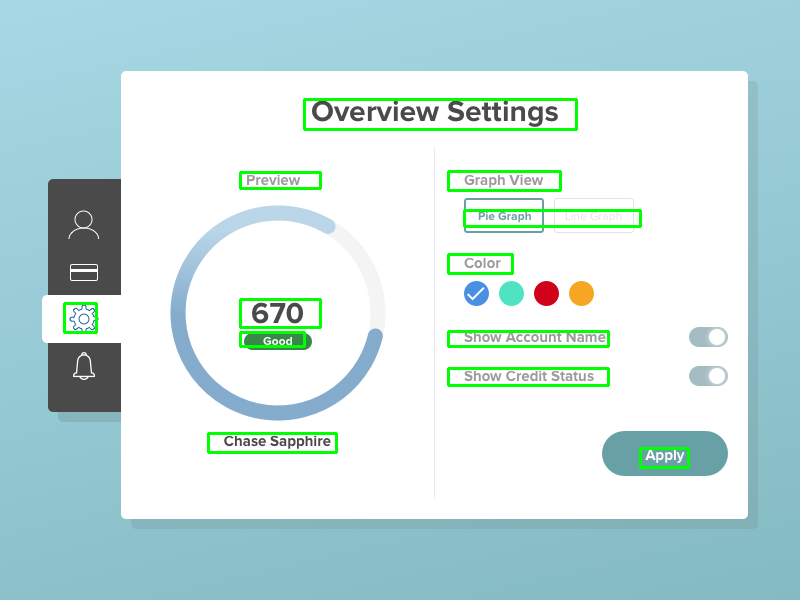 Overview Settings
Preview
670
Good
Chase Sapphire
Graph View
Pie Graph Line Graph
Color
Show Account Name
Show Credit Status
Apply